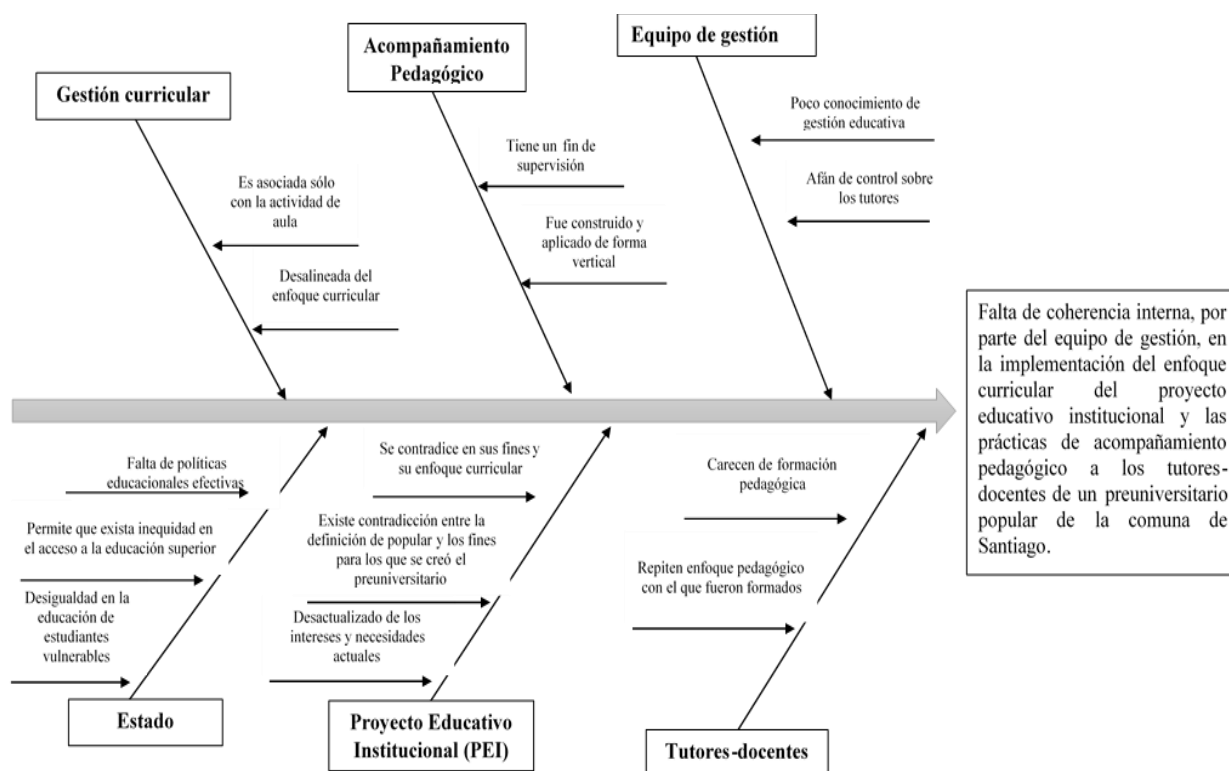 Equipo de gestión
Acompañamiento
Pedagógico
Gestión curricular
Poco conocimiento de
gestión educativa
Afán de control sobre
los tutores
Tiene un fin de
supervisión
Fue construido y
aplicado de forma
vertical
Es asociada sólo
con la actividad de
aula
Desalineada del
enfoque curricular
Falta de coherencia interna, por
parte del equipo de gestión, en
la implementación del enfoque
curricular del proyecto
educativo institucional y las
prácticas de acompañamiento
pedagógico a los tutores-
docentes de un preuniversitario
popular de la comuna de
Santiago.
Falta de políticas
educacionales efectivas
Permite que exista inequidad en
el acceso a la educación superior
Desigualdad en la
educación de
estudiantes
vulnerables
Estado
Se contradice en sus fines y
su enfoque curricular
Existe contradicción entre la
definición de popular y los fines
para los que se creó el
preuniversitario
Desactualizado de los
intereses y necesidades
actuales
Proyecto Educativo
Institucional (PEI)
Carecen de formación
pedagógica
Repiten enfoque pedagógico
con el que fueron formados
Tutores-docentes